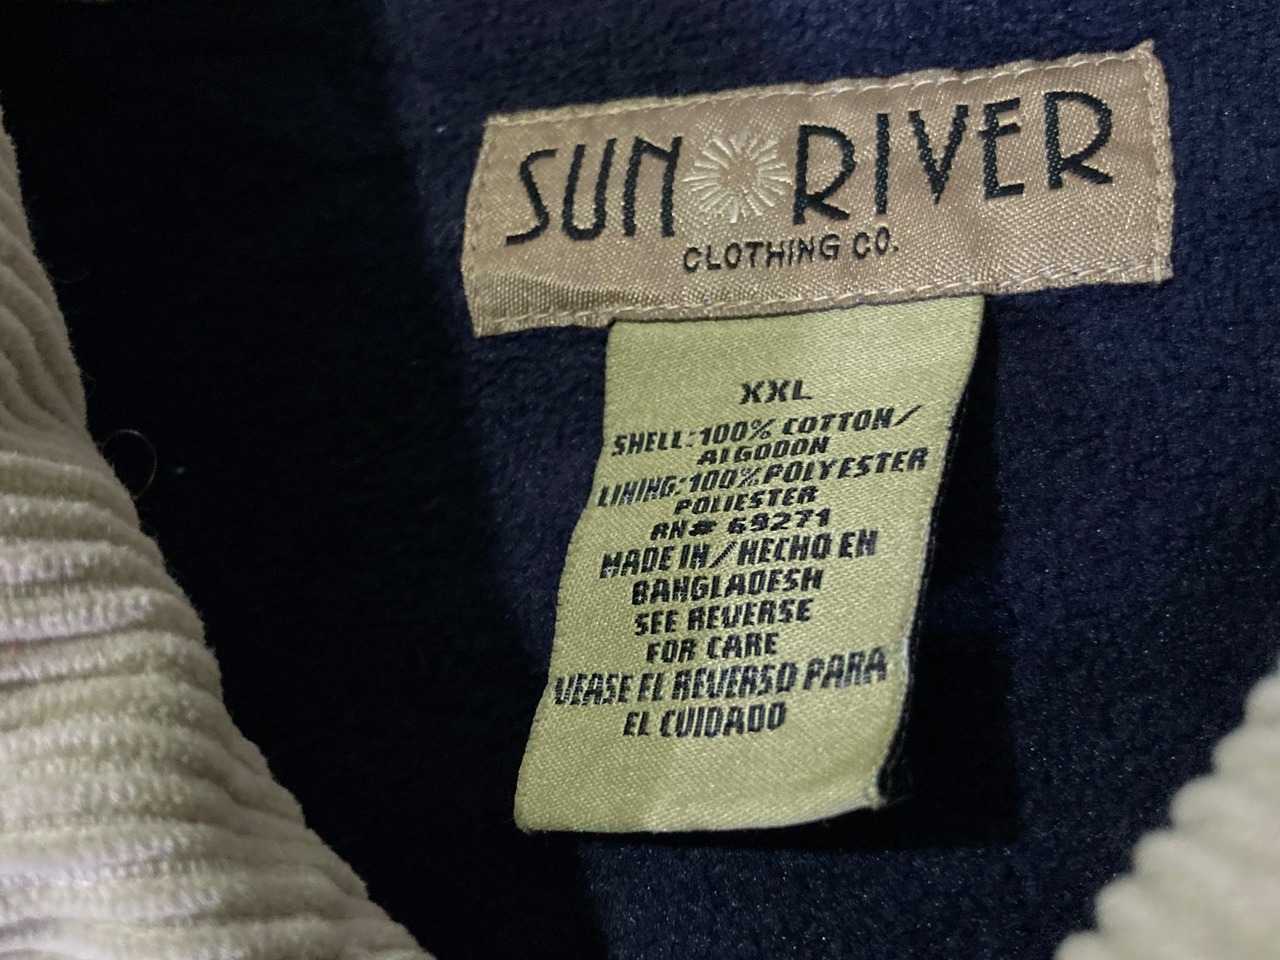 SUN RIVER
CLOTHING CO.
XXL
SHELL:100% COTTON/
ALGODON
LINING:100%POLYESTER
POLIESTER
RN# 69271
MADE IN/HECHO EN
BANGLADESH
SEE REVERSE
FOR CARE
VEASE EL REVERSO PARA
EL CUIDADO